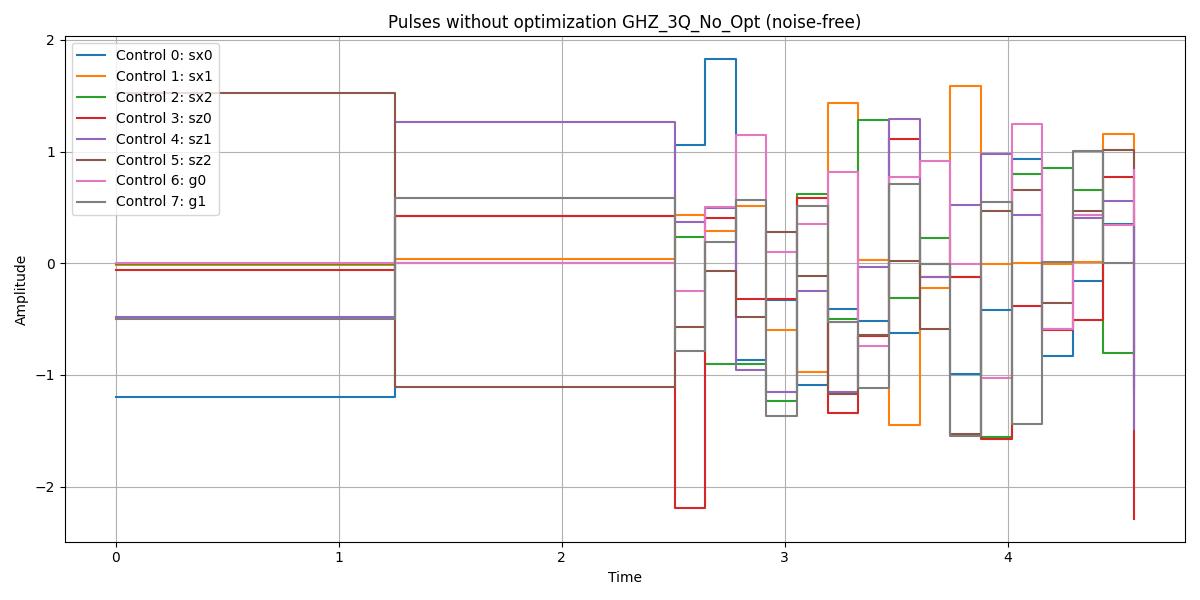 Pulses without optimization GHZ_3Q_No_Opt (noise-free)
2
1
0
−1
−2
Amplitude
Control 0: sx0
Control 1: sx1
Control 2: sx2
Control 3: sz0
Control 4: sz1
Control 5: sz2
Control 6: g0
Control 7: g1
0 1 2 3 4
Time